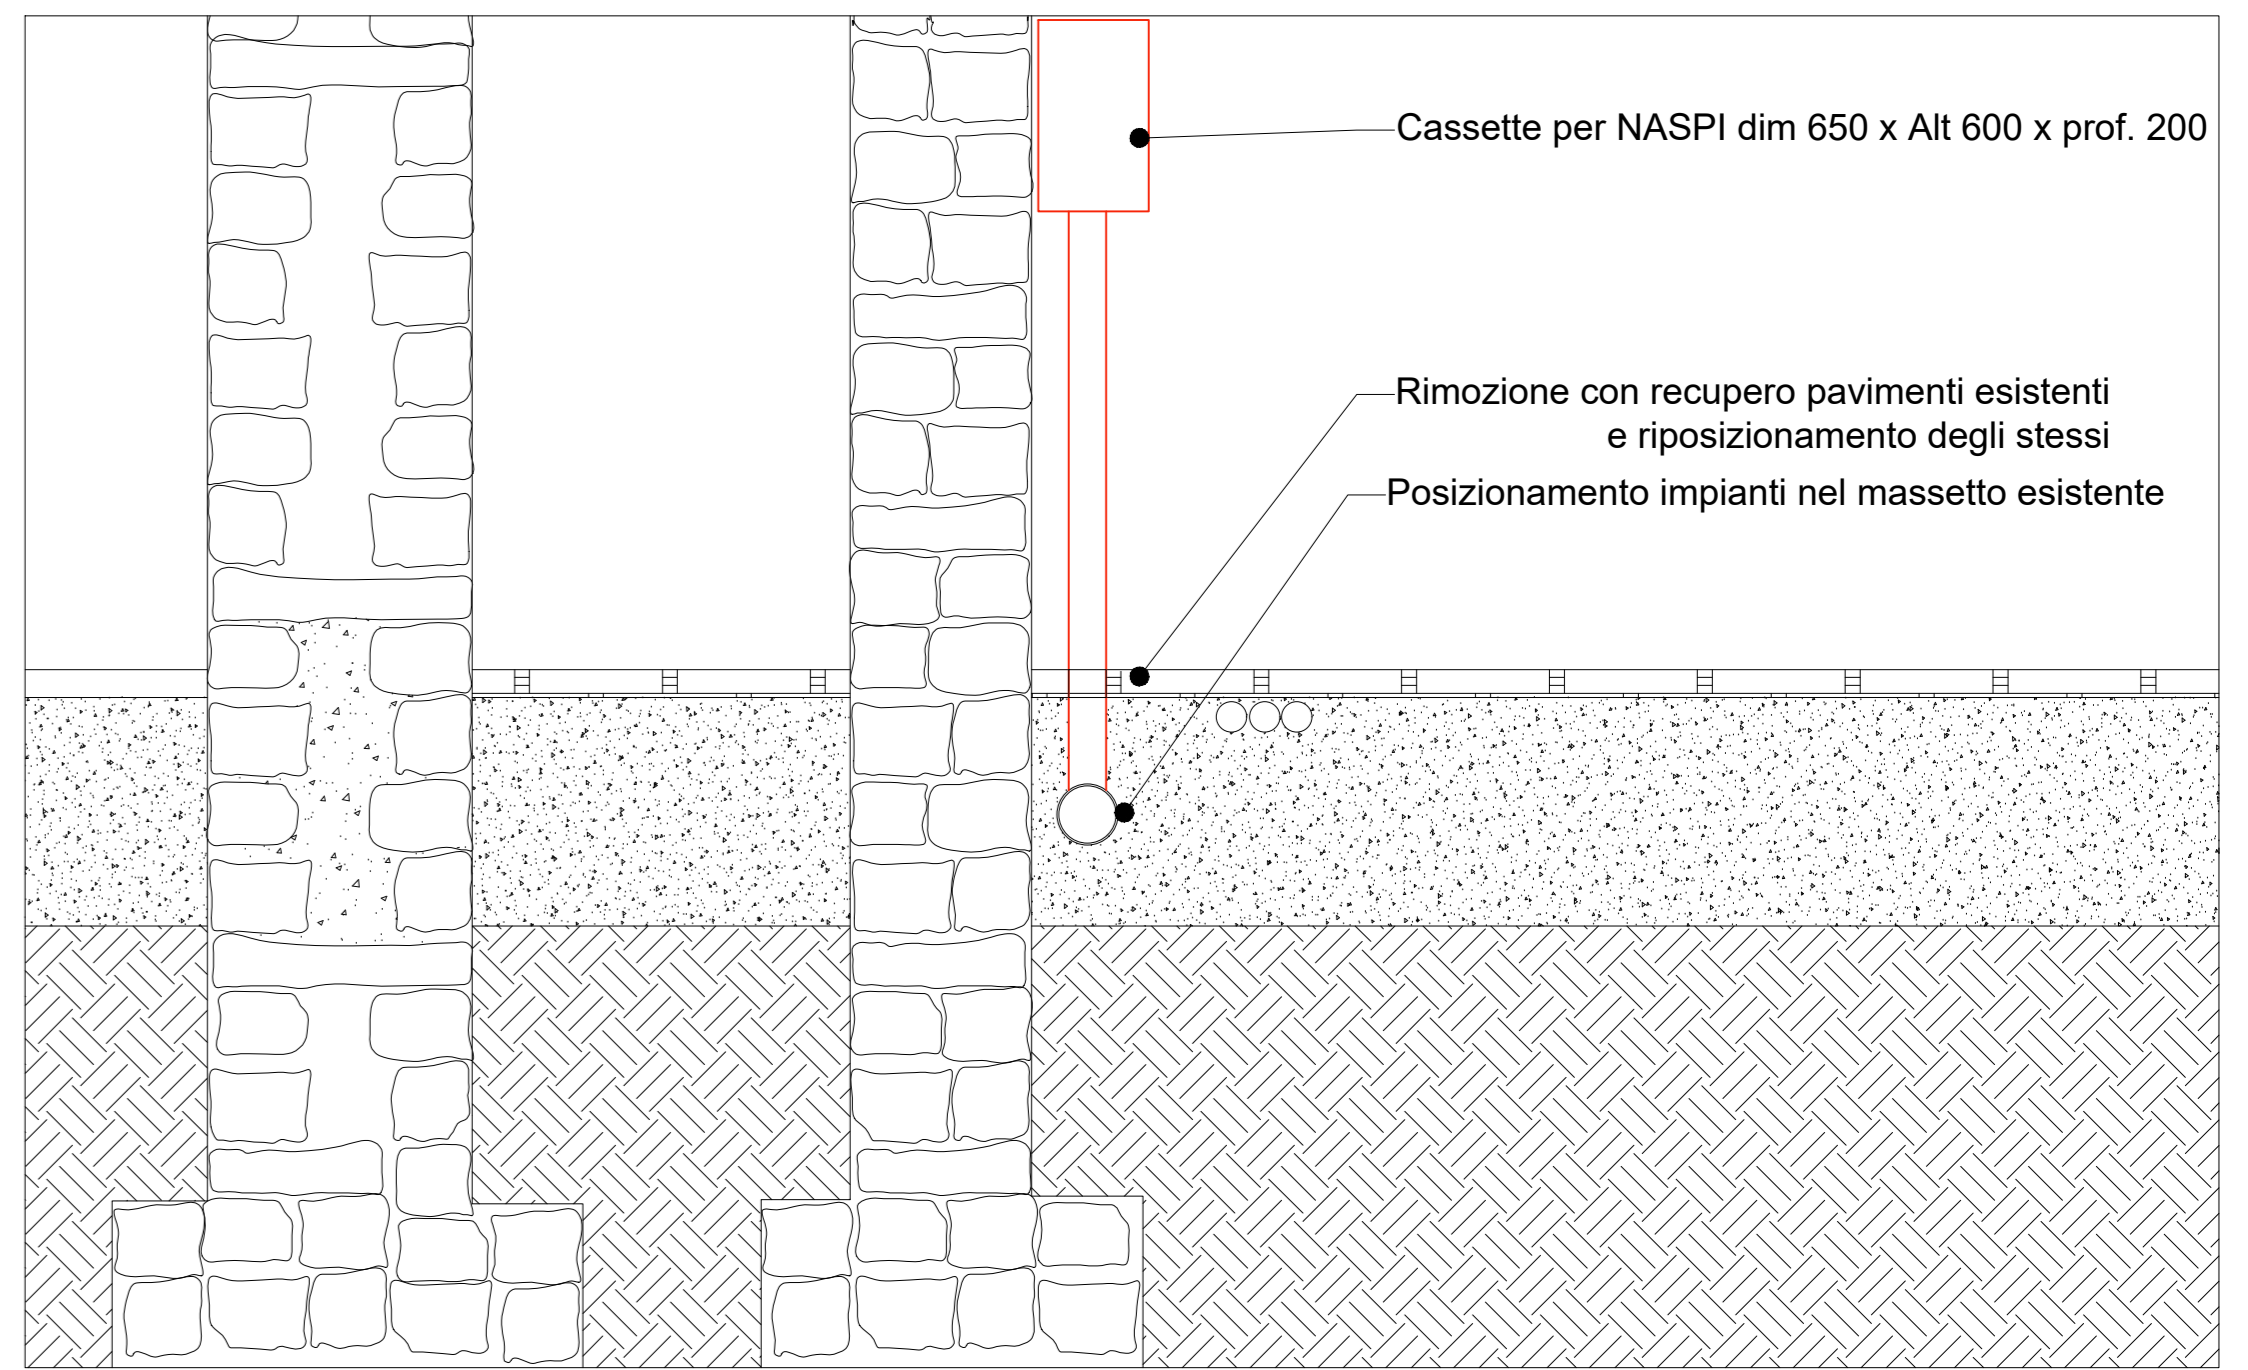 Cassette per NASPI dim 650 x Alt 600 x prof. 200
Rimozione con recupero pavimenti esistenti
e riposizionamento degli stessi
Posizionamento impianti nel massetto esistente